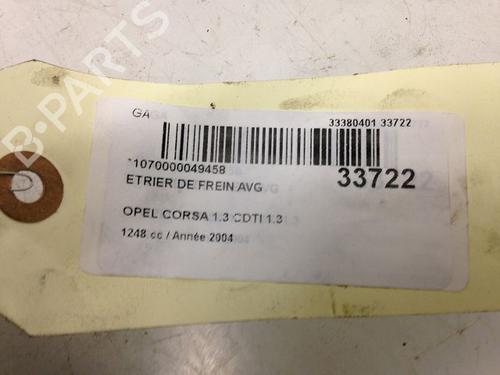 B-PARTS
GA
33380401 33722
*1070000049458
33722
ETRIER DE FREIN AVG
OPEL CORSA 1.3 CDTI 1.3
1248 cc / Année 2004